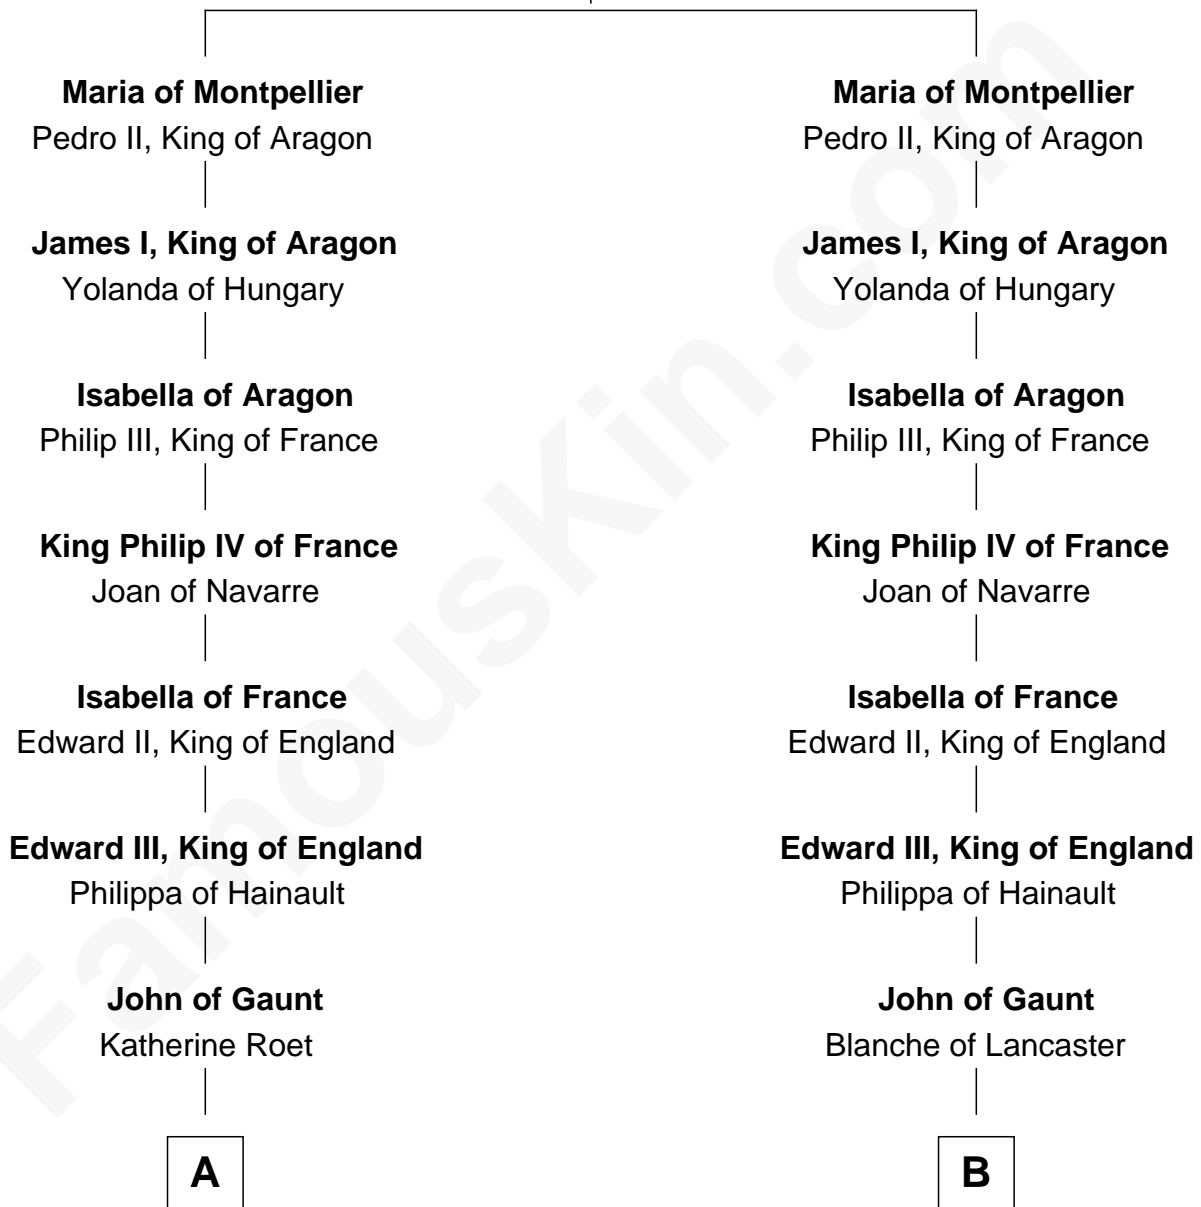 Maria of Montpellier
Pedro II, King of Aragon
James I, King of Aragon
Yolanda of Hungary
Isabella of Aragon
Philip III, King of France
King Philip IV of France
Joan of Navarre
Isabella of France
Edward II, King of England
Edward III, King of England
Philippa of Hainault
John of Gaunt
Katherine Roet
A
Maria of Montpellier
Pedro II, King of Aragon
James I, King of Aragon
Yolanda of Hungary
Isabella of Aragon
Philip III, King of France
King Philip IV of France
Joan of Navarre
Isabella of France
Edward II, King of England
Edward III, King of England
Philippa of Hainault
John of Gaunt
Blanche of Lancaster
B
FamousKin.com